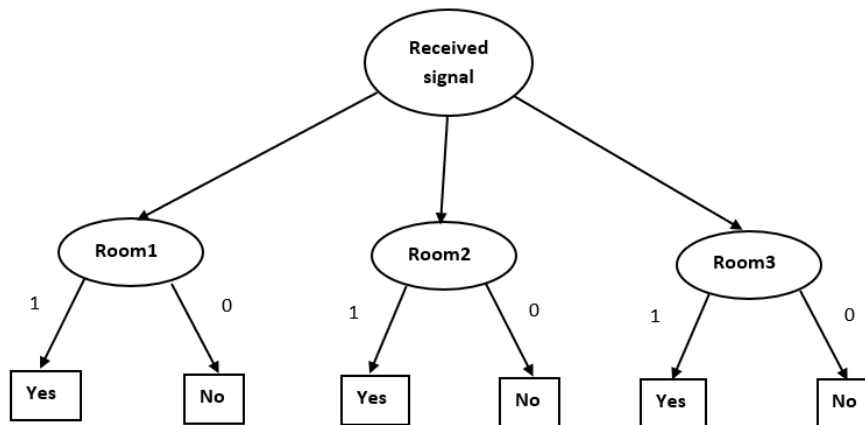 Received
signal
Room1
Room2
Room3
1
0
1
0
1
0
Yes
No
Yes
No
Yes
No